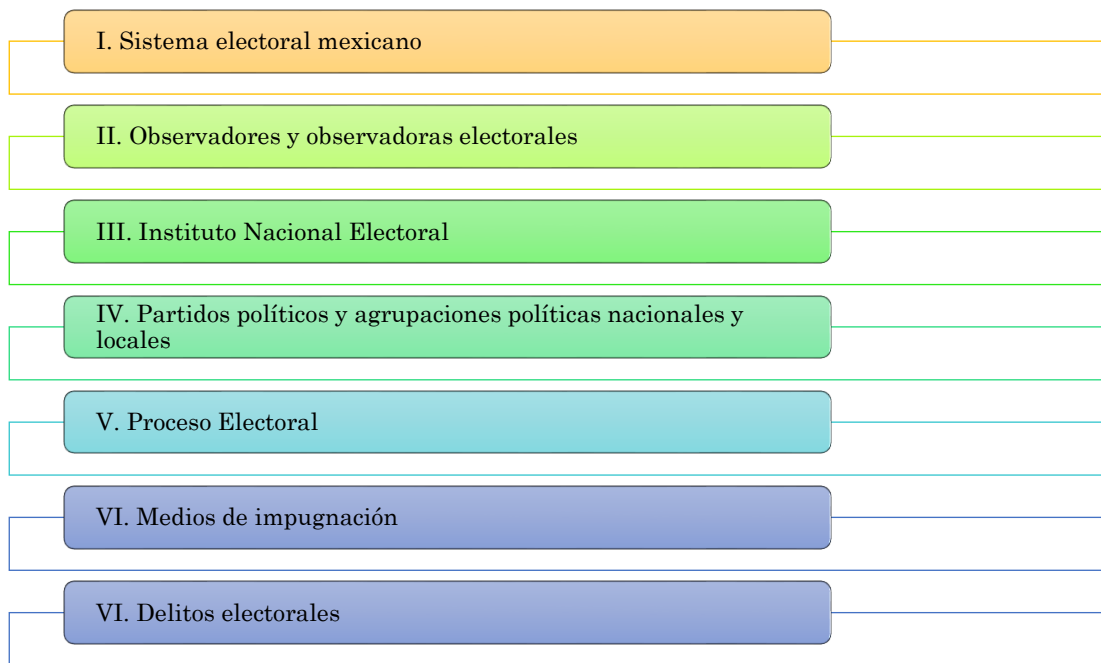 I. Sistema electoral mexicano
II. Observadores y observadoras electorales
III. Instituto Nacional Electoral
IV. Partidos políticos y agrupaciones políticas nacionales y
locales
V. Proceso Electoral
VI. Medios de impugnación
VI. Delitos electorales